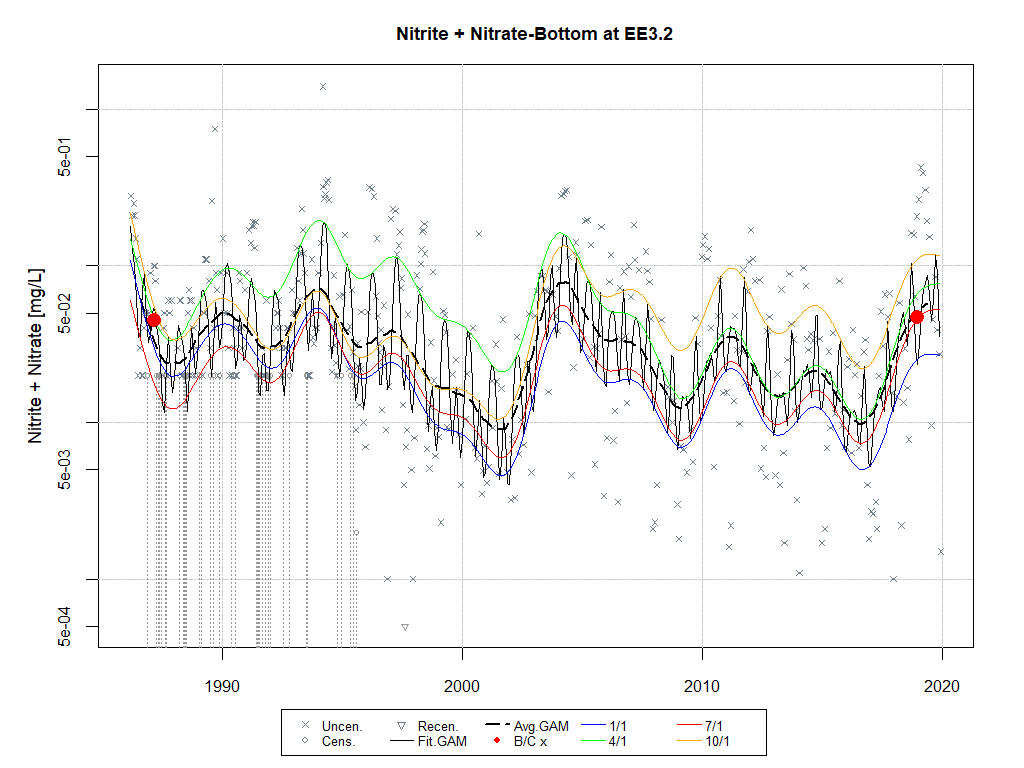 Nitrite + Nitrate-Bottom at EE3.2
Nitrite + Nitrate [mg/L]
5e-01
5e-02
5e-03
5e-04
1990 2000 2010 2020
Uncen. Recen. Avg.GAM 1/1 7/1
Cens. Fit.GAM B/C x 4/1 10/1